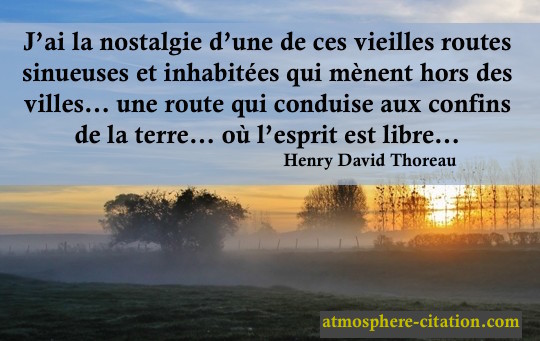 J’ai la nostalgie d’une de ces vieilles routes
sinueuses et inhabitées qui mènent hors des
villes… une route qui conduise aux confins
de la terre… où l’esprit est libre…
Henry David Thoreau
atmosphere-citation.com